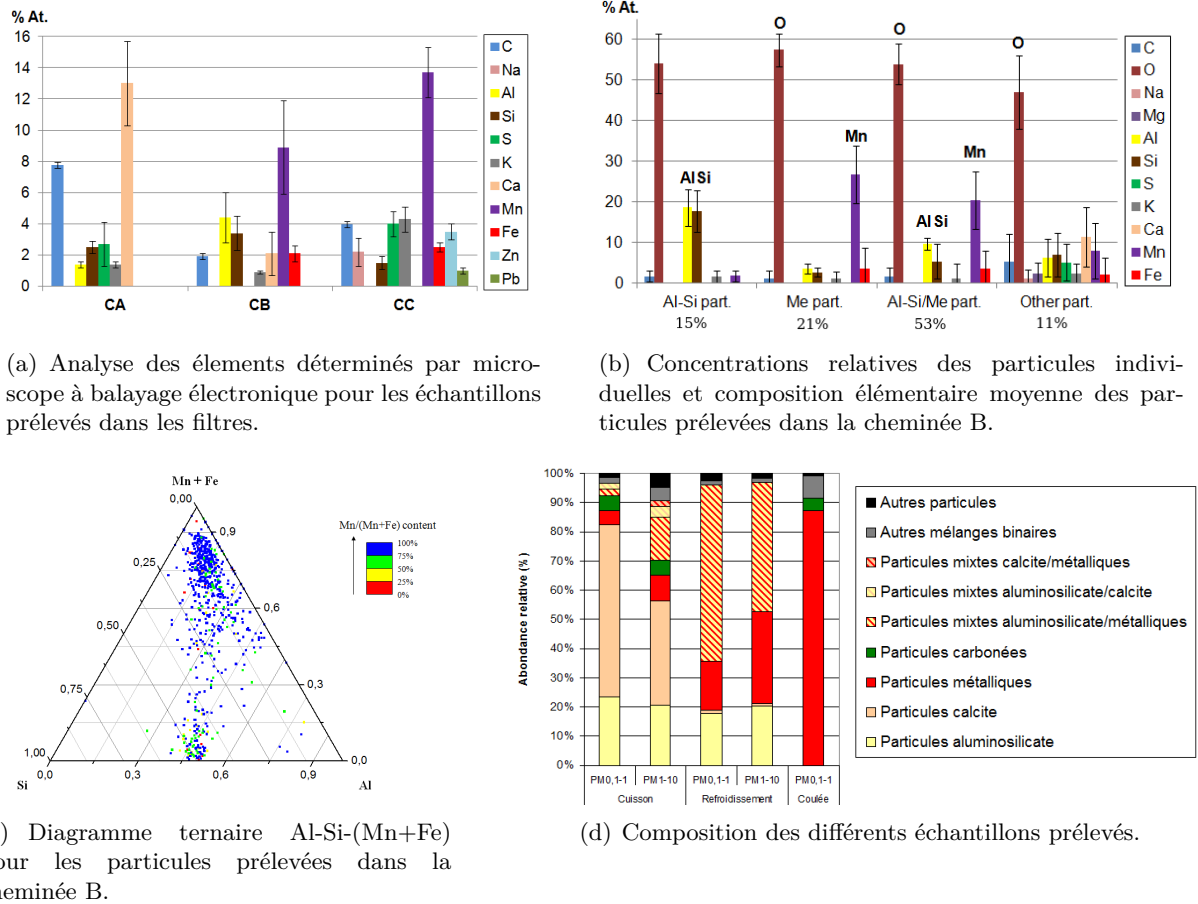 % At.
16
14
12
10
8
6
4
2
0
CA CB CC
C
Na
Al
Si
S
K
Ca
Mn
Fe
Zn
Pb
(a) Analyse des élements déterminés par micro-
scope à balayage électronique pour les échantillons
prélevés dans les filtres.
% At.
60
50
40
30
20
10
0
O O O O
Al Si
Mn
Al Si
Mn
Al-Si part. Me part. Al-Si/Me part. Other part.
15% 21% 53% 11%
C
O
Na
Mg
Al
Si
S
K
Ca
Mn
Fe
(b) Concentrations relatives des particules indivi-
duelles et composition élémentaire moyenne des par-
ticules prélevées dans la cheminée B.
Mn + Fe
0,00
0,9
0,25
0,6
0,50
0,3
0,75
1,00 0,0
0,0 0,3 0,6 0,9
Si Al
Mn/(Mn+Fe) content
100%
75%
50%
25%
0%
) Diagramme ternaire Al-Si-(Mn+Fe)
our les particules prélevées dans la
heminée B.
Abondance relative (%)
100%
90%
80%
70%
60%
50%
40%
30%
20%
10%
0%
PM0,1-1 PM1-10 PM0,1-1 PM1-10 PM0,1-1
Cuisson Refroidissement Coulée
Autres particules
Autres mélanges binaires
Particules mixtes calcite/métalliques
Particules mixtes aluminosilicate/calcite
Particules mixtes aluminosilicate/métalliques
Particules carbonées
Particules métalliques
Particules calcite
Particules aluminosilicate
(d) Composition des différents échantillons prélevés.